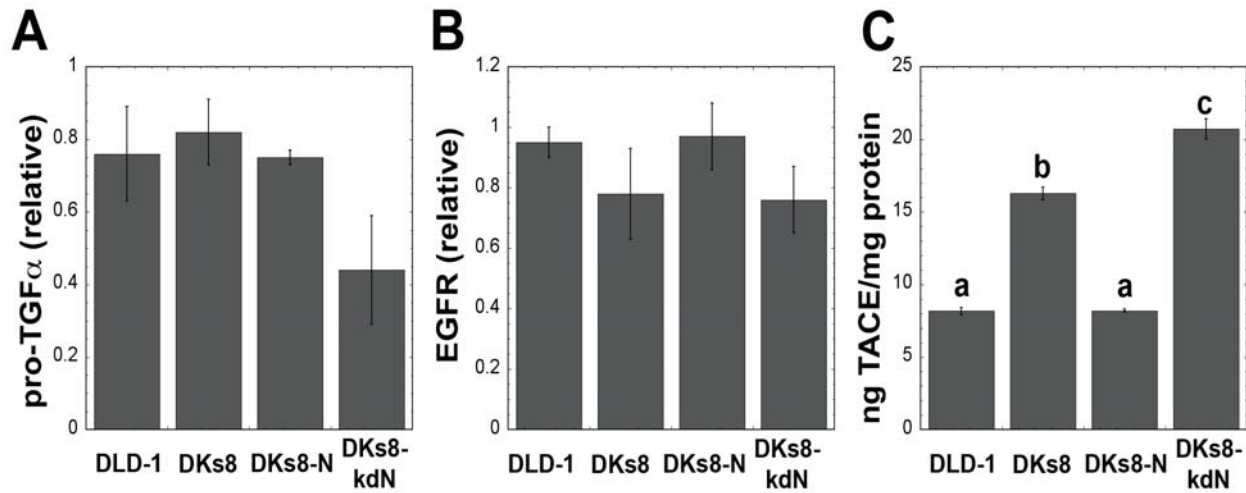 A
pro-TGFα (relative)
1
0.8
0.6
0.4
0.2
0
DLD-1 DKs8 DKs8-N DKs8-
kdN
B
EGFR (relative)
1.2
1
0.8
0.6
0.4
0.2
0
DLD-1 DKs8 DKs8-N DKs8-
kdN
C
ng TACE/mg protein
25
20
15
10
5
0
a
b
a
c
DLD-1 DKs8 DKs8-N DKs8-
kdN